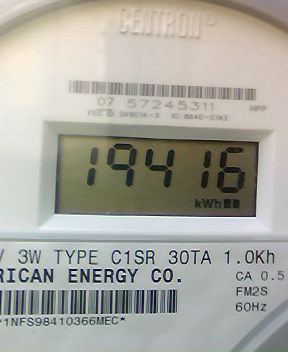 CENTRON®
07 57245311
HPP
19416
kWh
V 3W TYPE C1SR 30TA 1.0Kh
RICAN ENERGY CO.
CA 0.5
FM2S
60Hz
*1NFS98410366MEC*